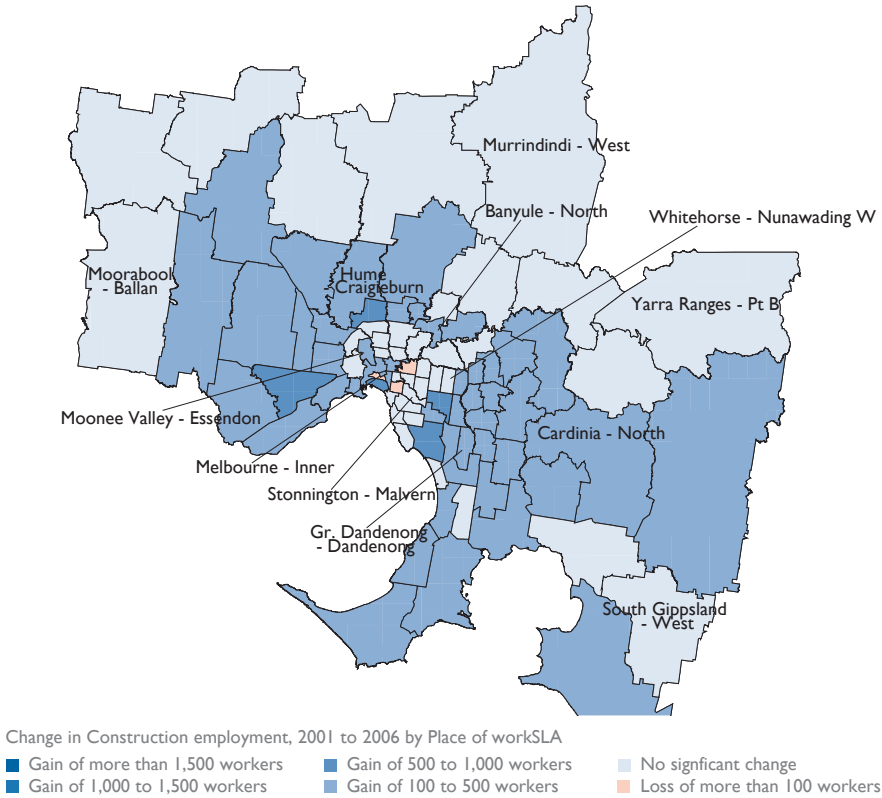 Murrindindi - West
Banyule - North
Whitehorse - Nunawading W
Moorabool
- Ballan
Hume
- Craigieburn
Yarra Ranges - Pt B
Moonee Valley - Essendon
Cardinia - North
Melbourne - Inner
Stonnington - Malvern
Gr. Dandenong
- Dandenong
South Gippsland
- West
Change in Construction employment, 2001 to 2006 by Place of workSLA
Gain of more than 1,500 workers
Gain of 500 to 1,000 workers
No signficant change
Gain of 1,000 to 1,500 workers
Gain of 100 to 500 workers
Loss of more than 100 workers